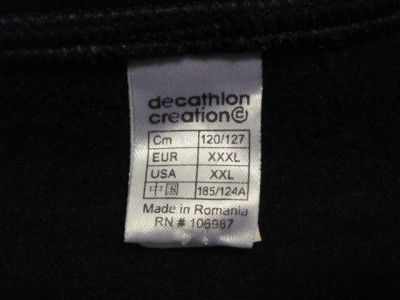 decathlon
creation©
Cm 120/127
EUR XXXL
USA XXL
中国 185/124A
Made in Romania
RN # 106987